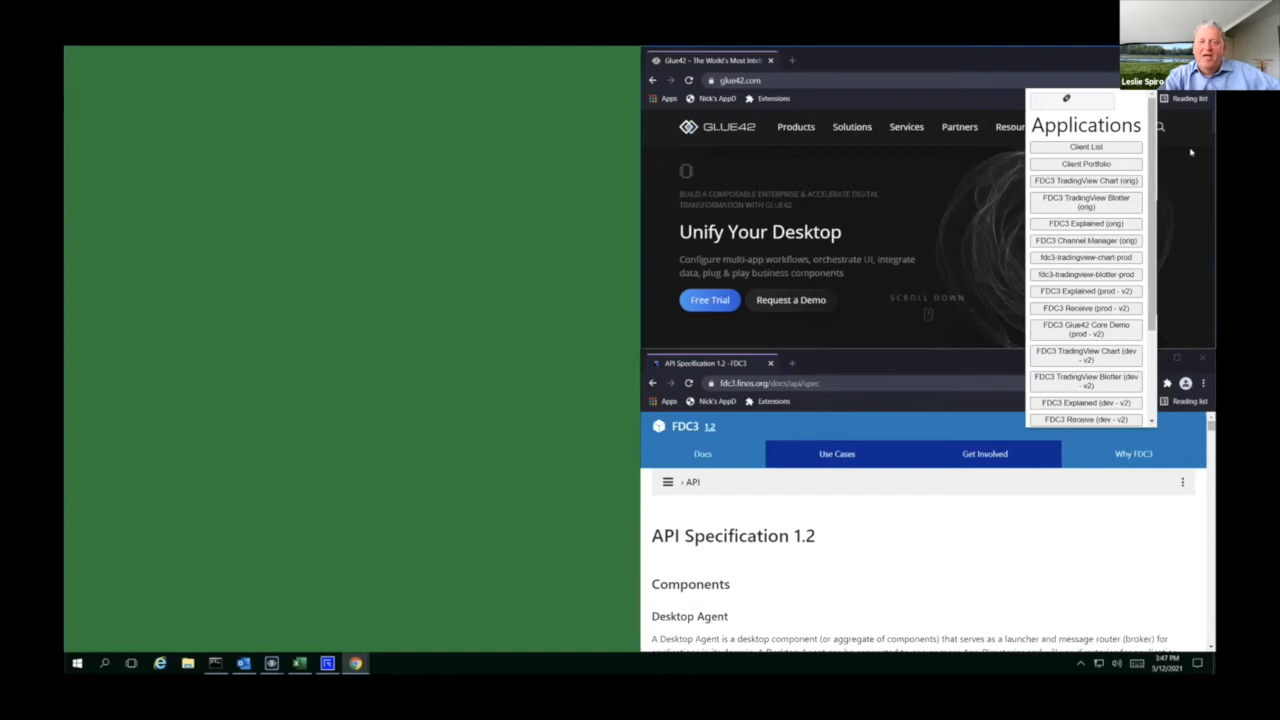 Leslie Spiro
Glue42 – The World's Most Intel
glue42.com
Apps
Nick's AppD
Extensions
Reading list
GLUE42
Products
Solutions
Services
Partners
Resour
BUILD A COMPOSABLE ENTERPRISE & ACCELERATE DIGITAL
TRANSFORMATION WITH GLUE42
Unify Your Desktop
Configure multi-app workflows, orchestrate UI, integrate
data, plug & play business components
Free Trial
Request a Demo
SCROLL DOWN
Applications
Client List
Client Portfolio
FDC3 TradingView Chart (orig)
FDC3 TradingView Blotter
(orig)
FDC3 Explained (orig)
FDC3 Channel Manager (orig)
fdc3-tradingview-chart-prod
fdc3-tradingview-blotter-prod
FDC3 Explained (prod - v2)
FDC3 Receive (prod - v2)
FDC3 Glue42 Core Demo
(prod - v2)
FDC3 TradingView Chart (dev
- v2)
FDC3 TradingView Blotter (dev
- v2)
FDC3 Explained (dev - v2)
FDC3 Receive (dev - v2)
API Specification 1.2 - FDC3
fdc3.finos.org/docs/api/spec
Apps
Nick's AppD
Extensions
Reading list
FDC3 1.2
Docs
Use Cases
Get Involved
Why FDC3
› API
API Specification 1.2
Components
Desktop Agent
A Desktop Agent is a desktop component (or aggregate of components) that serves as a launcher and message router (broker) for
3:47 PM
5/12/2021